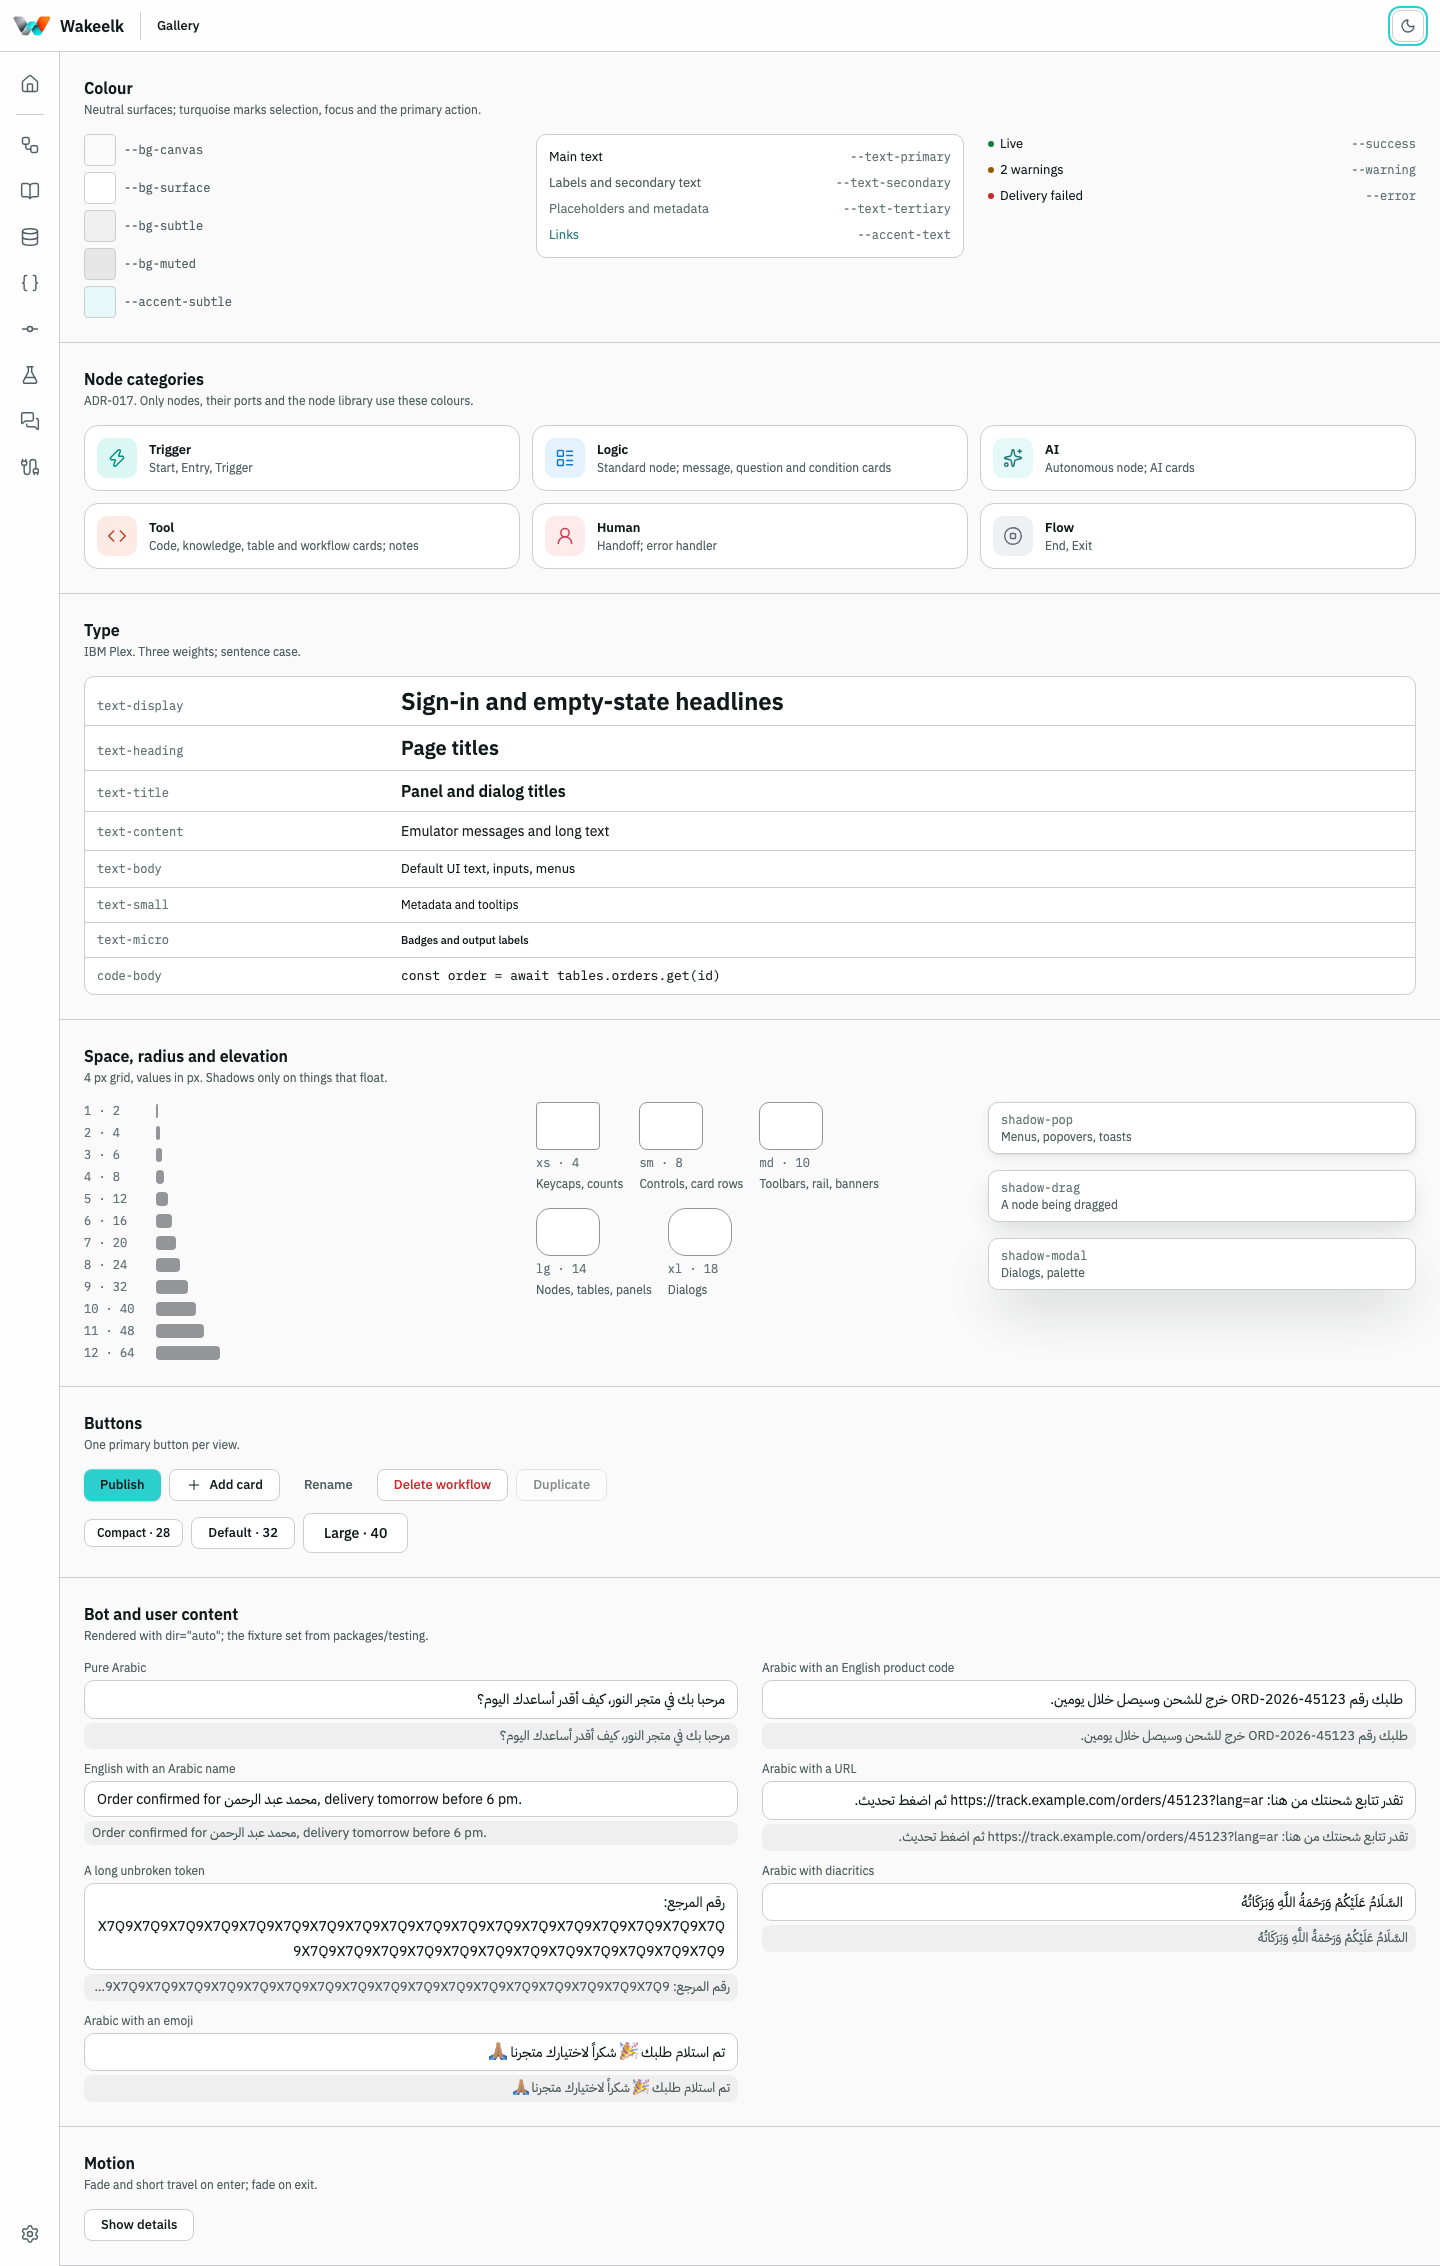 Wakeelk
Gallery
Colour
Neutral surfaces; turquoise marks selection, focus and the primary action.
--bg-canvas
--bg-surface
--bg-subtle
--bg-muted
--accent-subtle
Main text --text-primary
Labels and secondary text --text-secondary
Placeholders and metadata --text-tertiary
Links --accent-text
Live --success
2 warnings --warning
Delivery failed --error
Node categories
ADR-017. Only nodes, their ports and the node library use these colours.
Trigger
Start, Entry, Trigger
Logic
Standard node; message, question and condition cards
AI
Autonomous node; AI cards
Tool
Code, knowledge, table and workflow cards; notes
Human
Handoff; error handler
Flow
End, Exit
Type
IBM Plex. Three weights; sentence case.
text-display Sign-in and empty-state headlines
text-heading Page titles
text-title Panel and dialog titles
text-content Emulator messages and long text
text-body Default UI text, inputs, menus
text-small Metadata and tooltips
text-micro Badges and output labels
code-body const order = await tables.orders.get(id)
Space, radius and elevation
4 px grid, values in px. Shadows only on things that float.
1 · 2
2 · 4
3 · 6
4 · 8
5 · 12
6 · 16
7 · 20
8 · 24
9 · 32
10 · 40
11 · 48
12 · 64
xs · 4
Keycaps, counts
sm · 8
Controls, card rows
md · 10
Toolbars, rail, banners
lg · 14
Nodes, tables, panels
xl · 18
Dialogs
shadow-pop
Menus, popovers, toasts
shadow-drag
A node being dragged
shadow-modal
Dialogs, palette
Buttons
One primary button per view.
Publish
Add card
Rename
Delete workflow
Duplicate
Compact · 28
Default · 32
Large · 40
Bot and user content
Rendered with dir="auto"; the fixture set from packages/testing.
Pure Arabic
مرحبا بك في متجر النور، كيف أقدر أساعدك اليوم؟
مرحبا بك في متجر النور، كيف أقدر أساعدك اليوم؟
Arabic with an English product code
طلبك رقم ORD-2026-45123 خرج للشحن وسيصل خلال يومين.
طلبك رقم ORD-2026-45123 خرج للشحن وسيصل خلال يومين.
English with an Arabic name
Order confirmed for محمد عبد الرحمن, delivery tomorrow before 6 pm.
Order confirmed for محمد عبد الرحمن, delivery tomorrow before 6 pm.
Arabic with a URL
تقدر تتابع شحنتك من هنا: https://track.example.com/orders/45123?lang=ar ثم اضغط تحديث.
تقدر تتابع شحنتك من هنا: https://track.example.com/orders/45123?lang=ar ثم اضغط تحديث.
A long unbroken token
رقم المرجع:
X7Q9X7Q9X7Q9X7Q9X7Q9X7Q9X7Q9X7Q9X7Q9X7Q9X7Q9X7Q9X7Q9X7Q9X7Q9X7Q9X7Q9X7Q
9X7Q9X7Q9X7Q9X7Q9X7Q9X7Q9X7Q9X7Q9X7Q9X7Q9X7Q9X7Q9
رقم المرجع: X7Q9X7Q9X7Q9X7Q9X7Q9X7Q9X7Q9X7Q9X7Q9X7Q9X7Q9X7Q9X7Q9X7Q9X7Q9X7Q9…
Arabic with diacritics
السَّلَامُ عَلَيْكُمْ وَرَحْمَةُ اللَّهِ وَبَرَكَاتُهُ
السَّلَامُ عَلَيْكُمْ وَرَحْمَةُ اللَّهِ وَبَرَكَاتُهُ
Arabic with an emoji
تم استلام طلبك 🎉 شكراً لاختيارك متجرنا 🙏🏽
تم استلام طلبك 🎉 شكراً لاختيارك متجرنا 🙏🏽
Motion
Fade and short travel on enter; fade on exit.
Show details